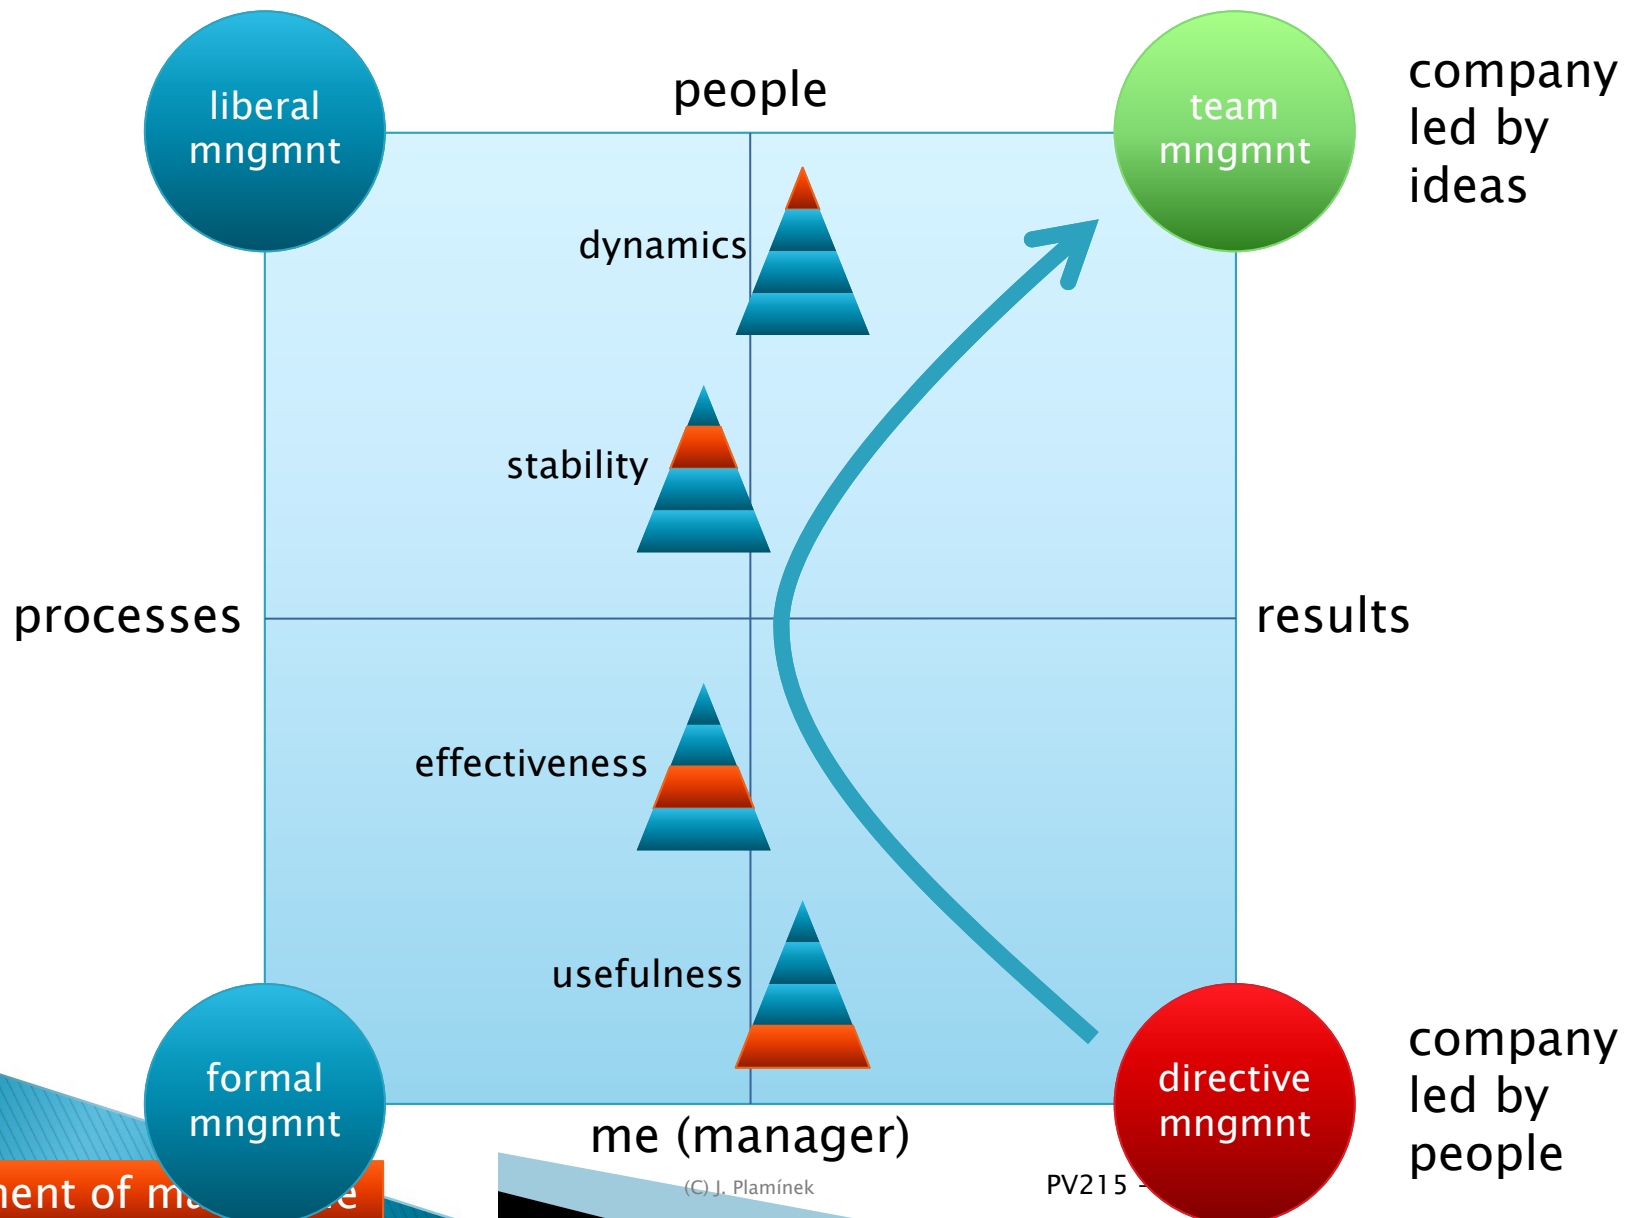 liberal
mngmnt
people
team
mngmnt
company
led by
ideas
dynamics
stability
processes
results
effectiveness
usefulness
formal
mngmnt
me (manager)
directive
mngmnt
company
led by
people
of
(C) J. Plamínek
PV215 -